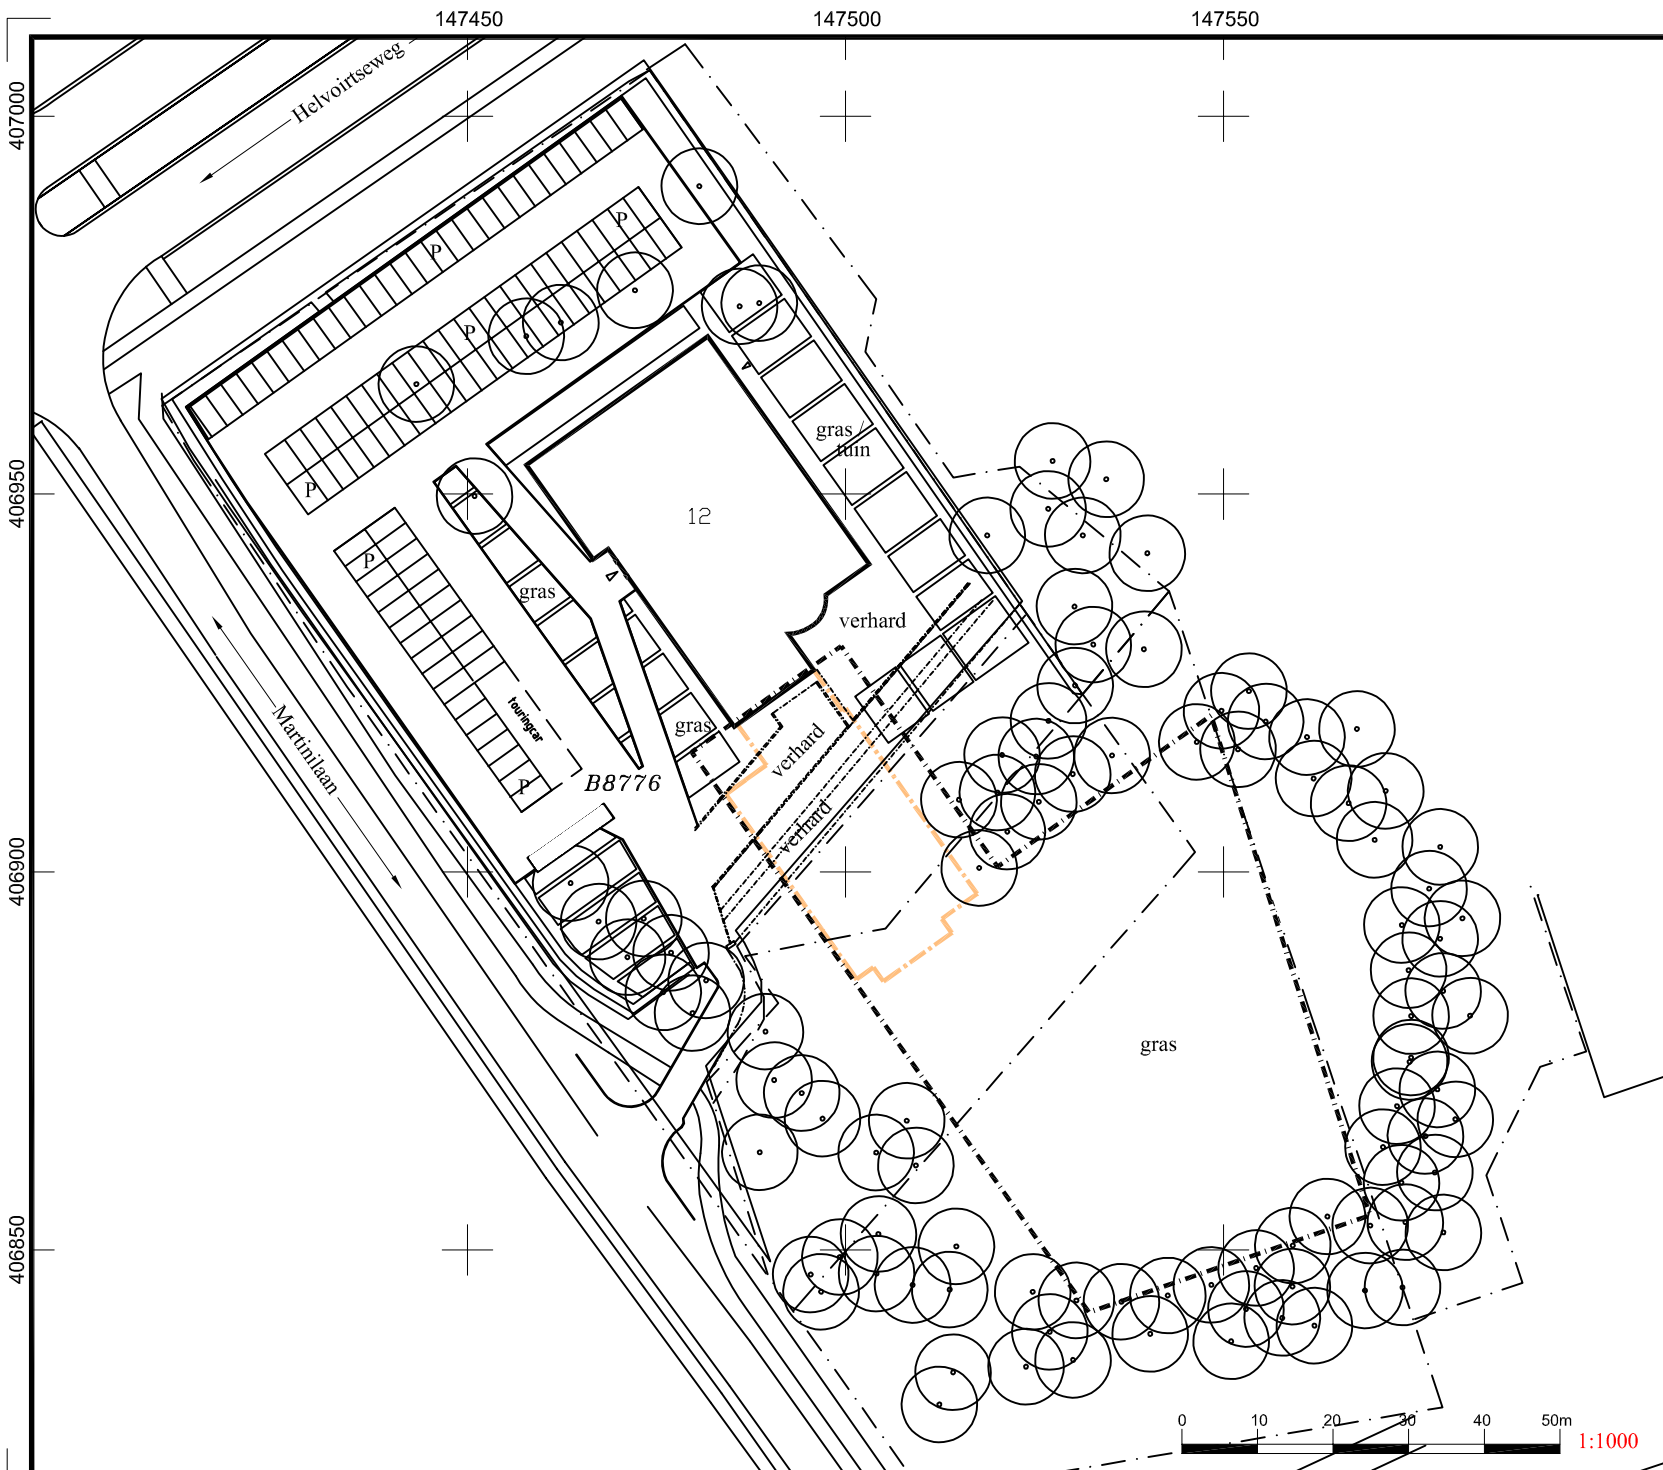 147450 147500 147550
407000
Helvoirtseweg
P
P
P
gras / 
tuin
P
406950
12
P
gras
verhard
touringcar
gras
verhard
Martinilaan
P
B8776
verhard
406900
gras
406850
0 10 20 30 40 50m
1:1000